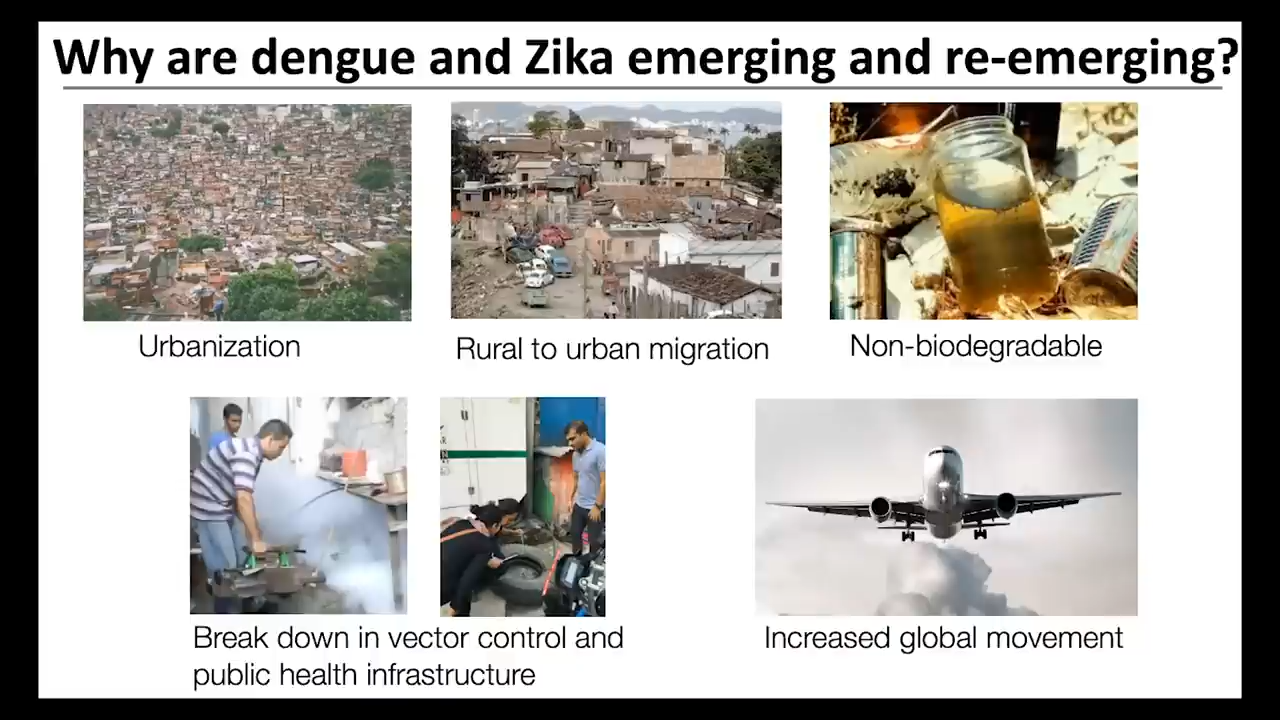 Why are dengue and Zika emerging and re-emerging?
Urbanization
Rural to urban migration
Non-biodegradable
Break down in vector control and
public health infrastructure
Increased global movement